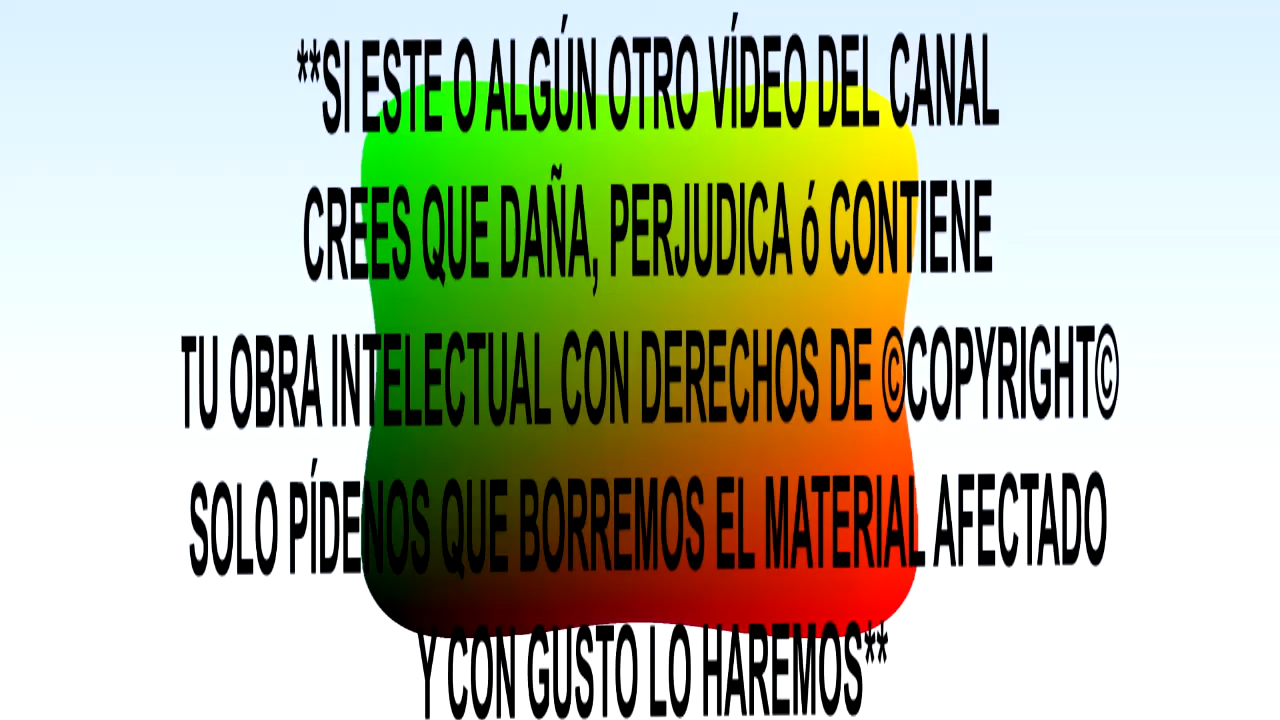 **SI ESTE O ALGÚN OTRO VÍDEO DEL CANAL
CREES QUE DAÑA, PERJUDICA ó CONTIENE
TU OBRA INTELECTUAL CON DERECHOS DE ©COPYRIGHT©
SOLO PÍDENOS QUE BORREMOS EL MATERIAL AFECTADO
Y CON GUSTO LO HAREMOS**